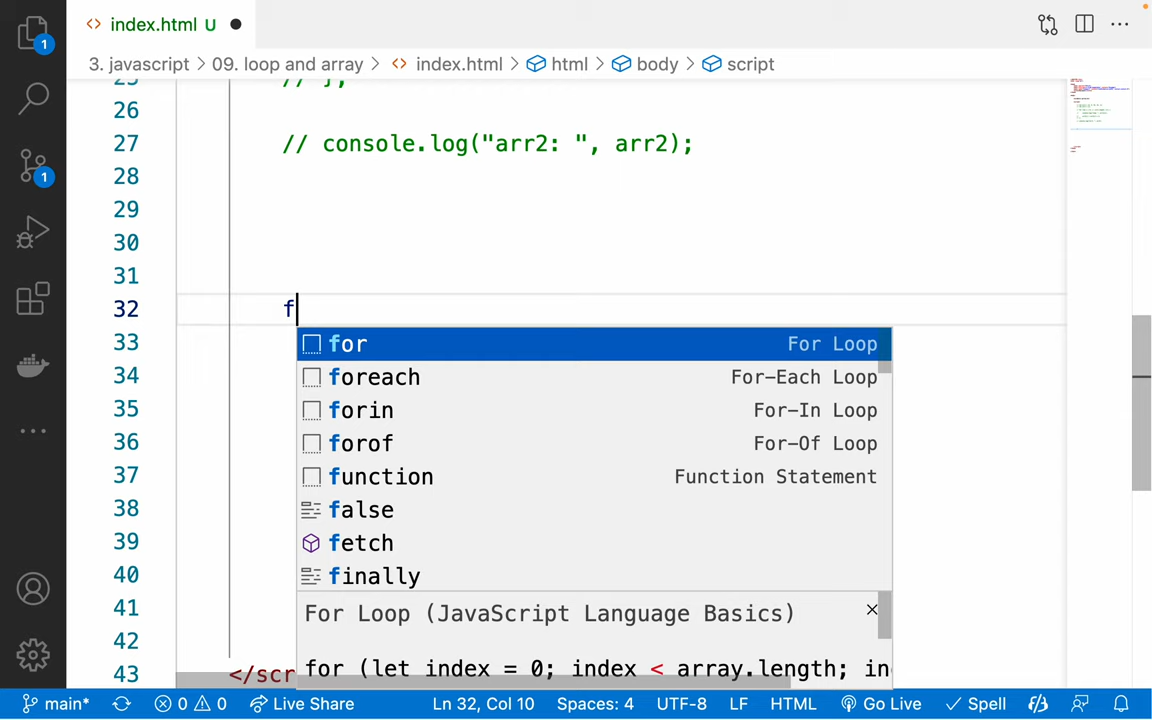 index.html U
3. javascript > 09. loop and array > index.html > html > body > script
25 // ];
26
27 // console.log("arr2: ", arr2);
28
29
30
31
32 f
33 for For Loop
34 foreach For-Each Loop
35 forin For-In Loop
36 forof For-Of Loop
37 function Function Statement
38 false
39 fetch
40 finally
41 For Loop (JavaScript Language Basics)
42
43 </scr for (let index = 0; index < array.length; in
1
1
main* 0 0 Live Share Ln 32, Col 10 Spaces: 4 UTF-8 LF HTML Go Live Spell